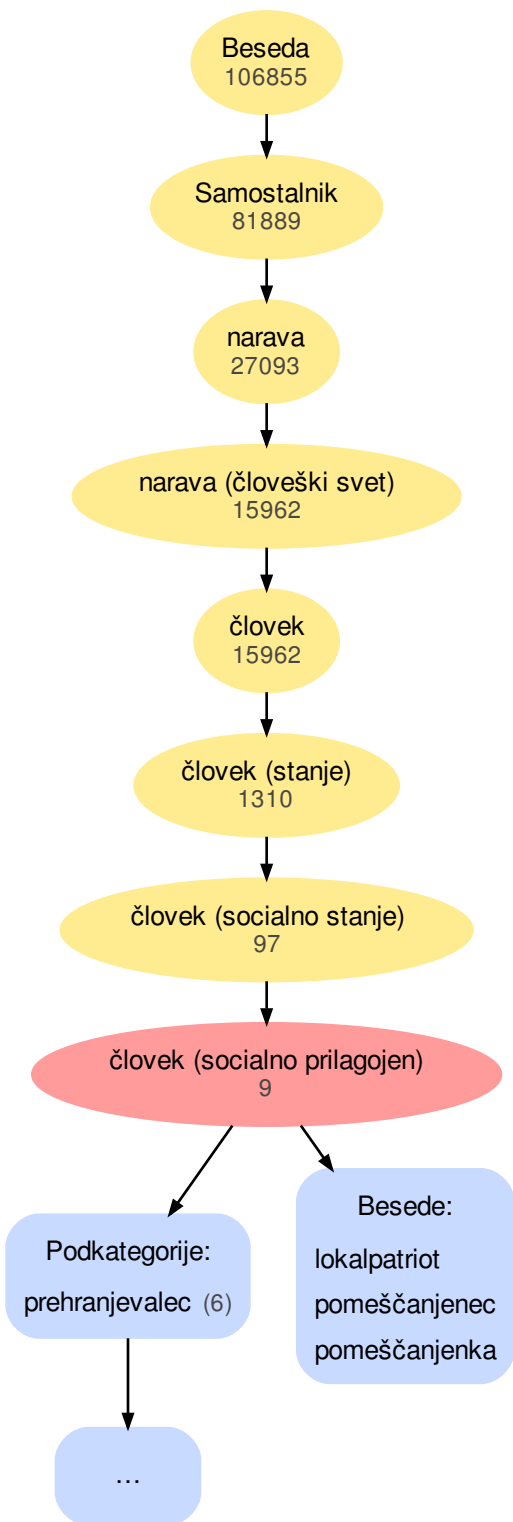 Beseda
106855
Samostalnik
81889
narava
27093
narava (človeški svet)
15962
človek
15962
človek (stanje)
1310
človek (socialno stanje)
97
človek (socialno prilagojen)
9
Podkategorije:
prehranjevalec (6)
...
Besede:
lokalpatriot
pomeščanjenec
pomeščanjenka